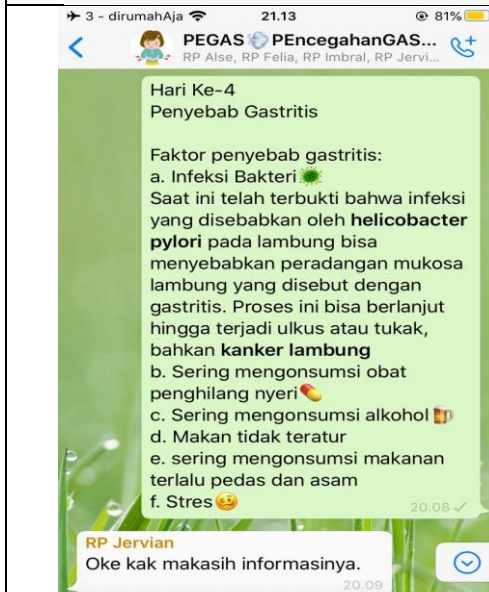 3 - dirumahAja 21.13 81%
PEGAS💨PEncegahanGAS...
RP Alse, RP Felia, RP Imbral, RP Jervi...
Hari Ke-4
Penyebab Gastritis
Faktor penyebab gastritis:
a. Infeksi Bakteri🦠
Saat ini telah terbukti bahwa infeksi
yang disebabkan oleh helicobacter
pylori pada lambung bisa
menyebabkan peradangan mukosa
lambung yang disebut dengan
gastritis. Proses ini bisa berlanjut
hingga terjadi ulkus atau tukak,
bahkan kanker lambung
b. Sering mengonsumsi obat
penghilang nyeri💊
c. Sering mengonsumsi alkohol🍺
d. Makan tidak teratur
e. sering mengonsumsi makanan
terlalu pedas dan asam
f. Stres🥴
20.08
RP Jervian
Oke kak makasih informasinya.
20.09